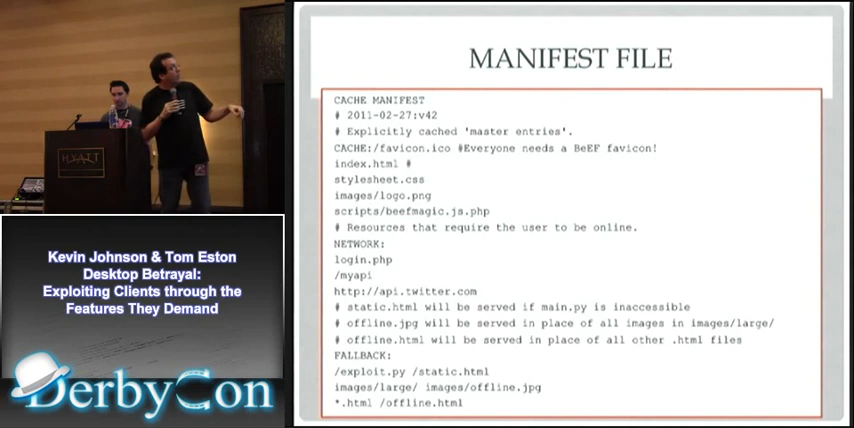 HYATT
Kevin Johnson & Tom Eston
Desktop Betrayal:
Exploiting Clients through the
Features They Demand
DerbyCon
MANIFEST FILE
CACHE MANIFEST
# 2011-02-27:v42
# Explicitly cached 'master entries'.
CACHE:/favicon.ico #Everyone needs a BeEF favicon!
index.html #
stylesheet.css
images/logo.png
scripts/beefmagic.js.php
# Resources that require the user to be online.
NETWORK:
login.php
/myapi
http://api.twitter.com
# static.html will be served if main.py is inaccessible
# offline.jpg will be served in place of all images in images/large/
# offline.html will be served in place of all other .html files
FALLBACK:
/exploit.py /static.html
images/large/ images/offline.jpg
*.html /offline.html